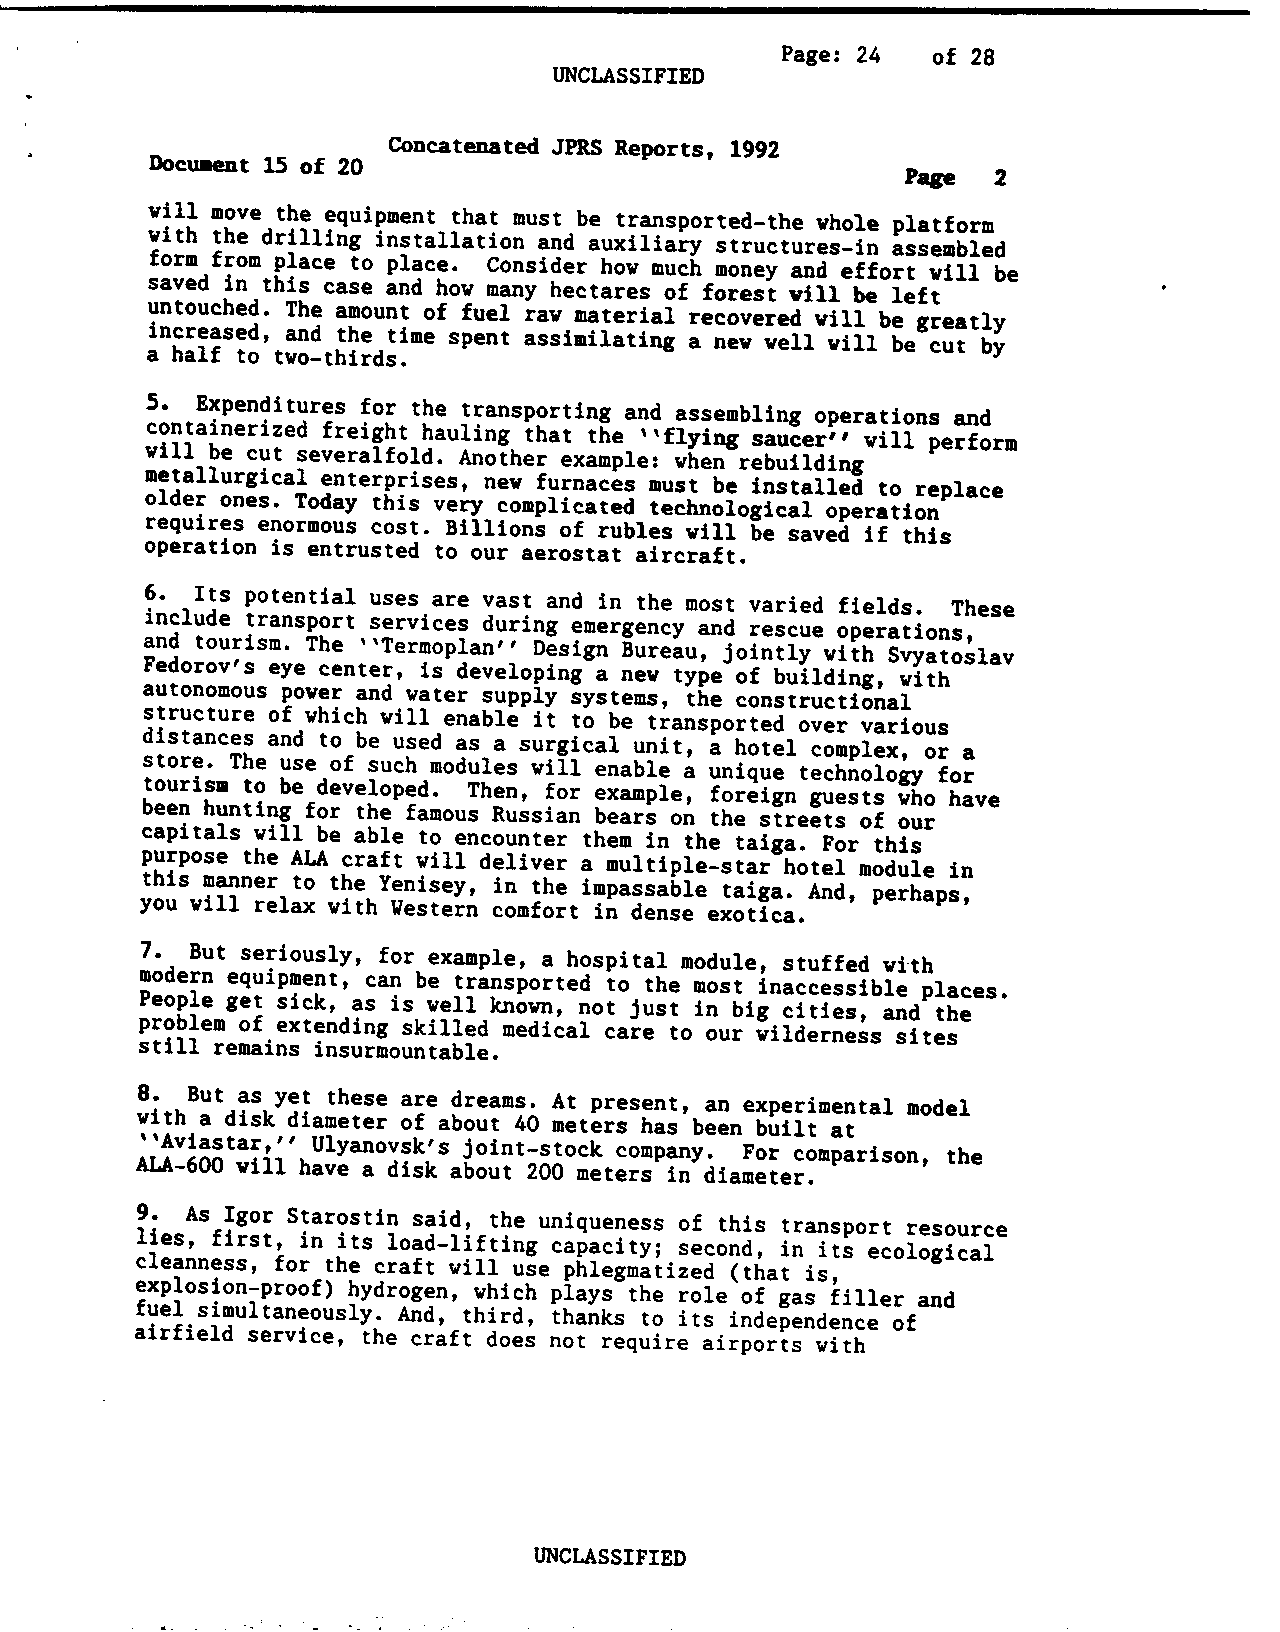 Page: 24 of 28
UNCLASSIFIED
Concatenated JPRS Reports, 1992
Document 15 of 20
Page 2
will move the equipment that must be transported-the whole platform
with the drilling installation and auxiliary structures-in assembled
form from place to place. Consider how much money and effort will be
saved in this case and how many hectares of forest will be left
untouched. The amount of fuel raw material recovered will be greatly
increased, and the time spent assimilating a new well will be cut by
a half to two-thirds.
5. Expenditures for the transporting and assembling operations and
containerized freight hauling that the ``flying saucer'' will perform
will be cut severalfold. Another example: when rebuilding
metallurgical enterprises, new furnaces must be installed to replace
older ones. Today this very complicated technological operation
requires enormous cost. Billions of rubles will be saved if this
operation is entrusted to our aerostat aircraft.
6. Its potential uses are vast and in the most varied fields. These
include transport services during emergency and rescue operations,
and tourism. The ``Termoplan'' Design Bureau, jointly with Svyatoslav
Fedorov's eye center, is developing a new type of building, with
autonomous power and water supply systems, the constructional
structure of which will enable it to be transported over various
distances and to be used as a surgical unit, a hotel complex, or a
store. The use of such modules will enable a unique technology for
tourism to be developed. Then, for example, foreign guests who have
been hunting for the famous Russian bears on the streets of our
capitals will be able to encounter them in the taiga. For this
purpose the ALA craft will deliver a multiple-star hotel module in
this manner to the Yenisey, in the impassable taiga. And, perhaps,
you will relax with Western comfort in dense exotica.
7. But seriously, for example, a hospital module, stuffed with
modern equipment, can be transported to the most inaccessible places.
People get sick, as is well known, not just in big cities, and the
problem of extending skilled medical care to our wilderness sites
still remains insurmountable.
8. But as yet these are dreams. At present, an experimental model
with a disk diameter of about 40 meters has been built at
``Aviastar,'' Ulyanovsk's joint-stock company. For comparison, the
ALA-600 will have a disk about 200 meters in diameter.
9. As Igor Starostin said, the uniqueness of this transport resource
lies, first, in its load-lifting capacity; second, in its ecological
cleanness, for the craft will use phlegmatized (that is,
explosion-proof) hydrogen, which plays the role of gas filler and
fuel simultaneously. And, third, thanks to its independence of
airfield service, the craft does not require airports with
UNCLASSIFIED